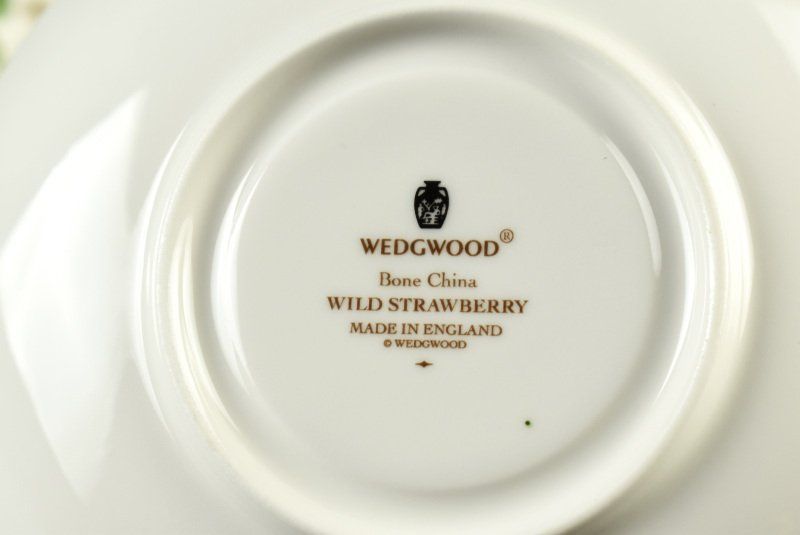 WEDGWOOD®
Bone China
WILD STRAWBERRY
MADE IN ENGLAND
© WEDGWOOD